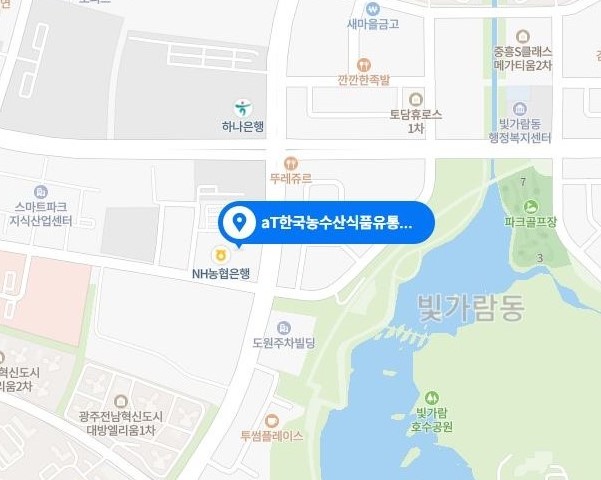 연
오피스
새마을금고
중흥S클래스
메가티움2차
깐깐한족발
토담휴로스
1차
하나은행
빛가람동
행정복지센터
뚜레쥬르
7
스마트파크
지식산업센터
aT한국농수산식품유통...
파크골프장
3
NH농협은행
빛가람동
도원주차빌딩
혁신도시
리움2차
광주전남혁신도시
대방엘리움1차
빛가람
호수공원
투썸플레이스